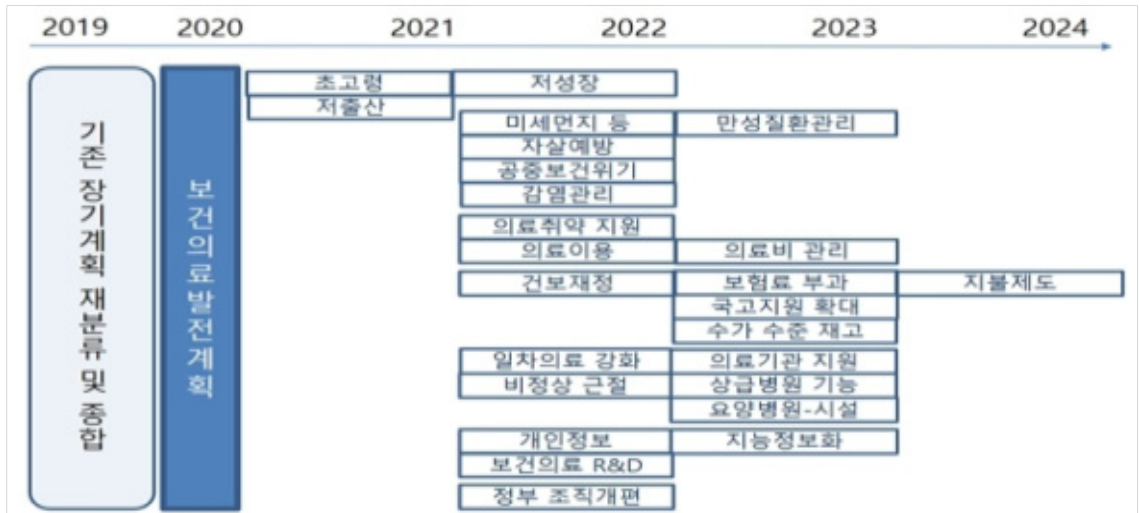 2019 2020 2021 2022 2023 2024
기존 장기계획 재분류 및 종합
보건의료발전계획
초고령 저성장
저출산
미세먼지 등 만성질환관리
자살예방
공중보건위기
감염관리
의료취약 지원
의료이용 의료비 관리
건보재정 보험료 부과 지불제도
국고지원 확대
수가 수준 재고
일차의료 강화 의료기관 지원
비정상 근절 상급병원 기능
요양병원-시설
개인정보 지능정보화
보건의료 R&D
정부 조직개편